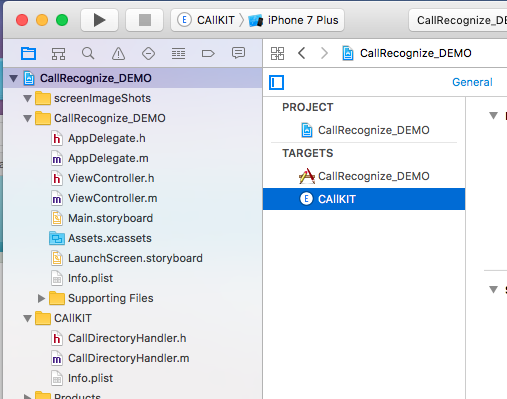 CAllKIT iPhone 7 Plus
CallRecognize_DEMO
CallRecognize_DEMO
General
CallRecognize_DEMO
screenImageShots
CallRecognize_DEMO
h AppDelegate.h
m AppDelegate.m
h ViewController.h
m ViewController.m
Main.storyboard
Assets.xcassets
LaunchScreen.storyboard
Info.plist
Supporting Files
CAllKIT
h CallDirectoryHandler.h
m CallDirectoryHandler.m
Info.plist
Products
PROJECT
CallRecognize_DEMO
TARGETS
CallRecognize_DEMO
E CAllKIT